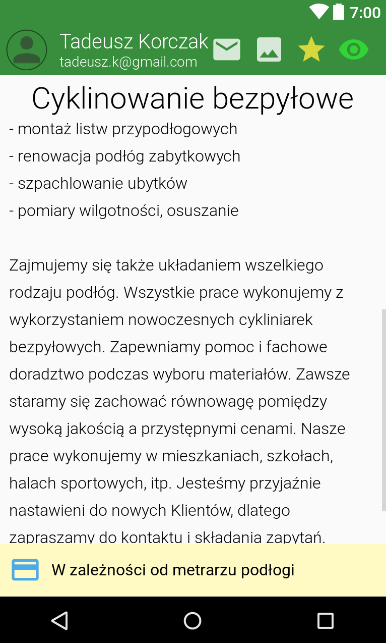 7:00
Tadeusz Korczak
tadeusz.k@gmail.com
Cyklinowanie bezpyłowe
- montaż listw przypodłogowych
- renowacja podłóg zabytkowych
- szpachlowanie ubytków
- pomiary wilgotności, osuszanie
Zajmujemy się także układaniem wszelkiego
rodzaju podłóg. Wszystkie prace wykonujemy z
wykorzystaniem nowoczesnych cykliniarek
bezpyłowych. Zapewniamy pomoc i fachowe
doradztwo podczas wyboru materiałów. Zawsze
staramy się zachować równowagę pomiędzy
wysoką jakością a przystępnymi cenami. Nasze
prace wykonujemy w mieszkaniach, szkołach,
halach sportowych, itp. Jesteśmy przyjaźnie
nastawieni do nowych Klientów, dlatego
zapraszamy do kontaktu i składania zapytań.
W zależności od metrarzu podłogi